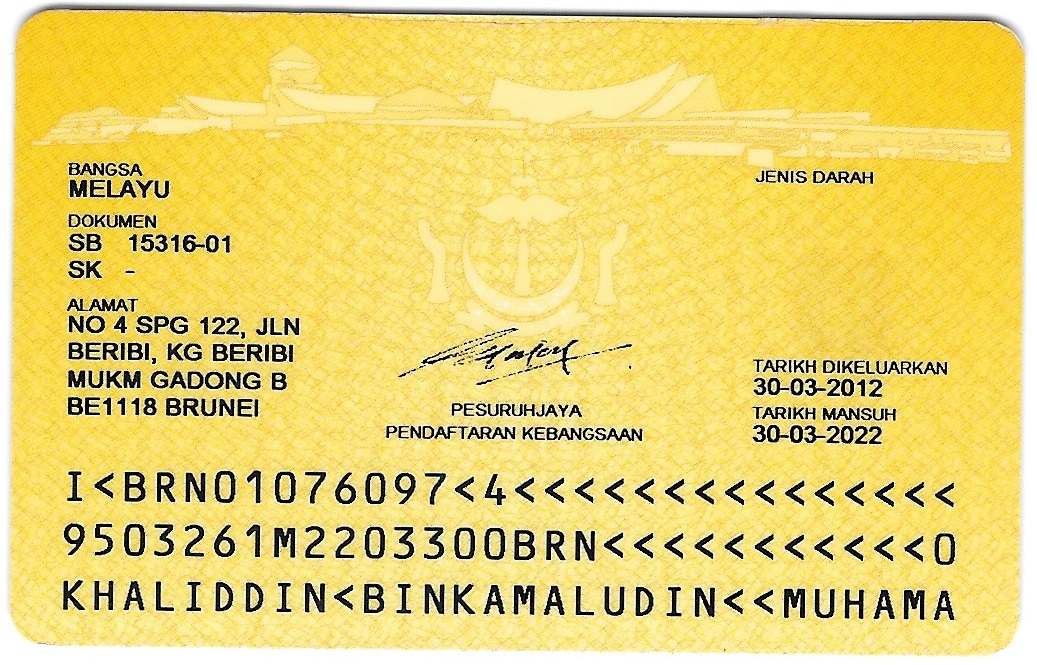 BANGSA
MELAYU
JENIS DARAH
DOKUMEN
SB 15316-01
SK -
ALAMAT
NO 4 SPG 122, JLN
BERIBI, KG BERIBI
MUKM GADONG B
BE1118 BRUNEI
PESURUHJAYA
PENDAFTARAN KEBANGSAAN
TARIKH DIKELUARKAN
30-03-2012
TARIKH MANSUH
30-03-2022
I<BRN01076097<4<<<<<<<<<<<<<<<
9503261M2203300BRN<<<<<<<<<<<0
KHALIDDIN<BINKAMALUDIN<<MUHAMA